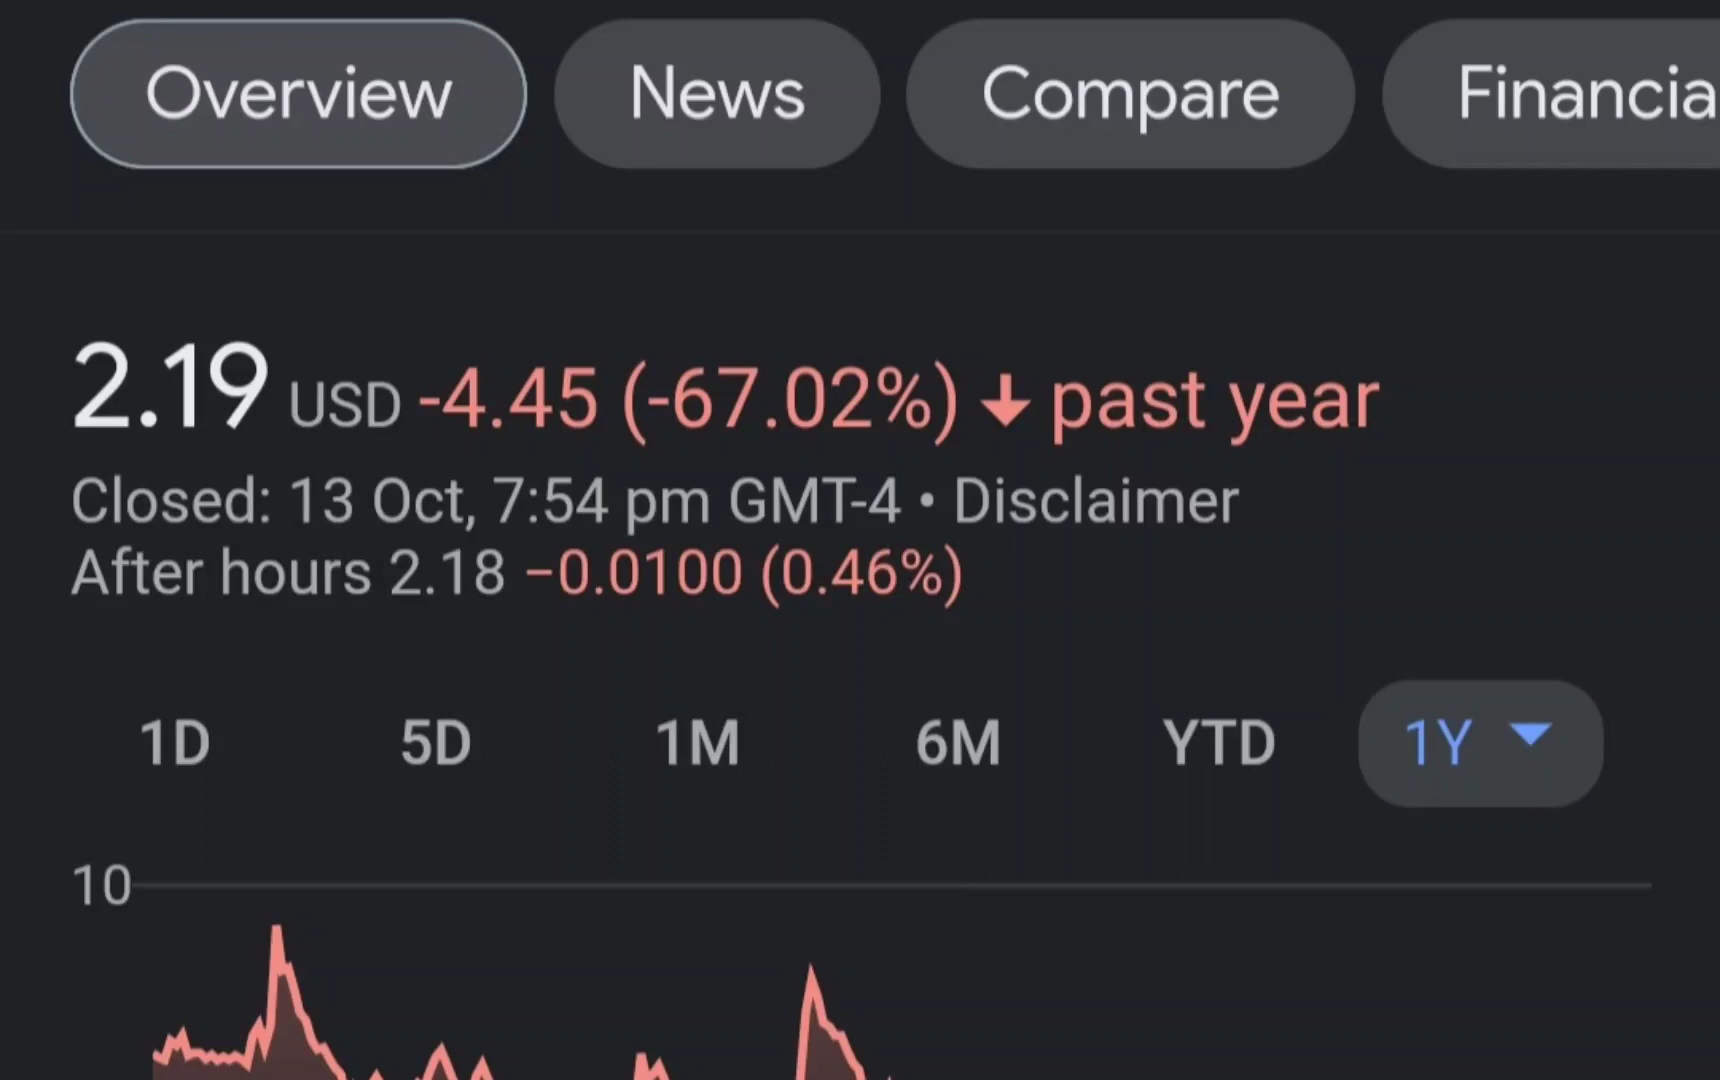 Overview News Compare Financia
2.19 USD -4.45 (-67.02%) ↓ past year
Closed: 13 Oct, 7:54 pm GMT-4 • Disclaimer
After hours 2.18 −0.0100 (0.46%)
1D 5D 1M 6M YTD 1Y
10